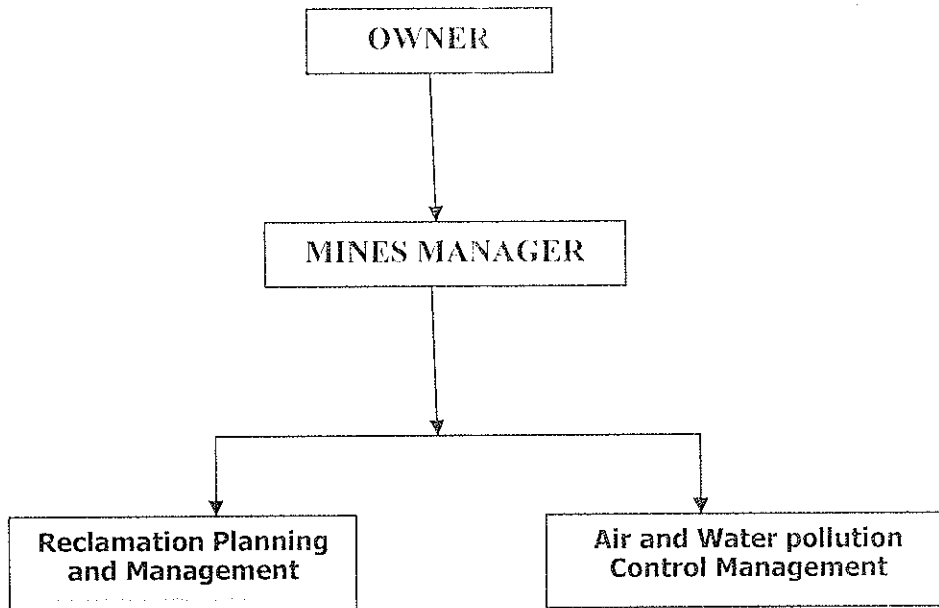 OWNER
MINES MANAGER
Reclamation Planning
and Management
Air and Water pollution
Control Management